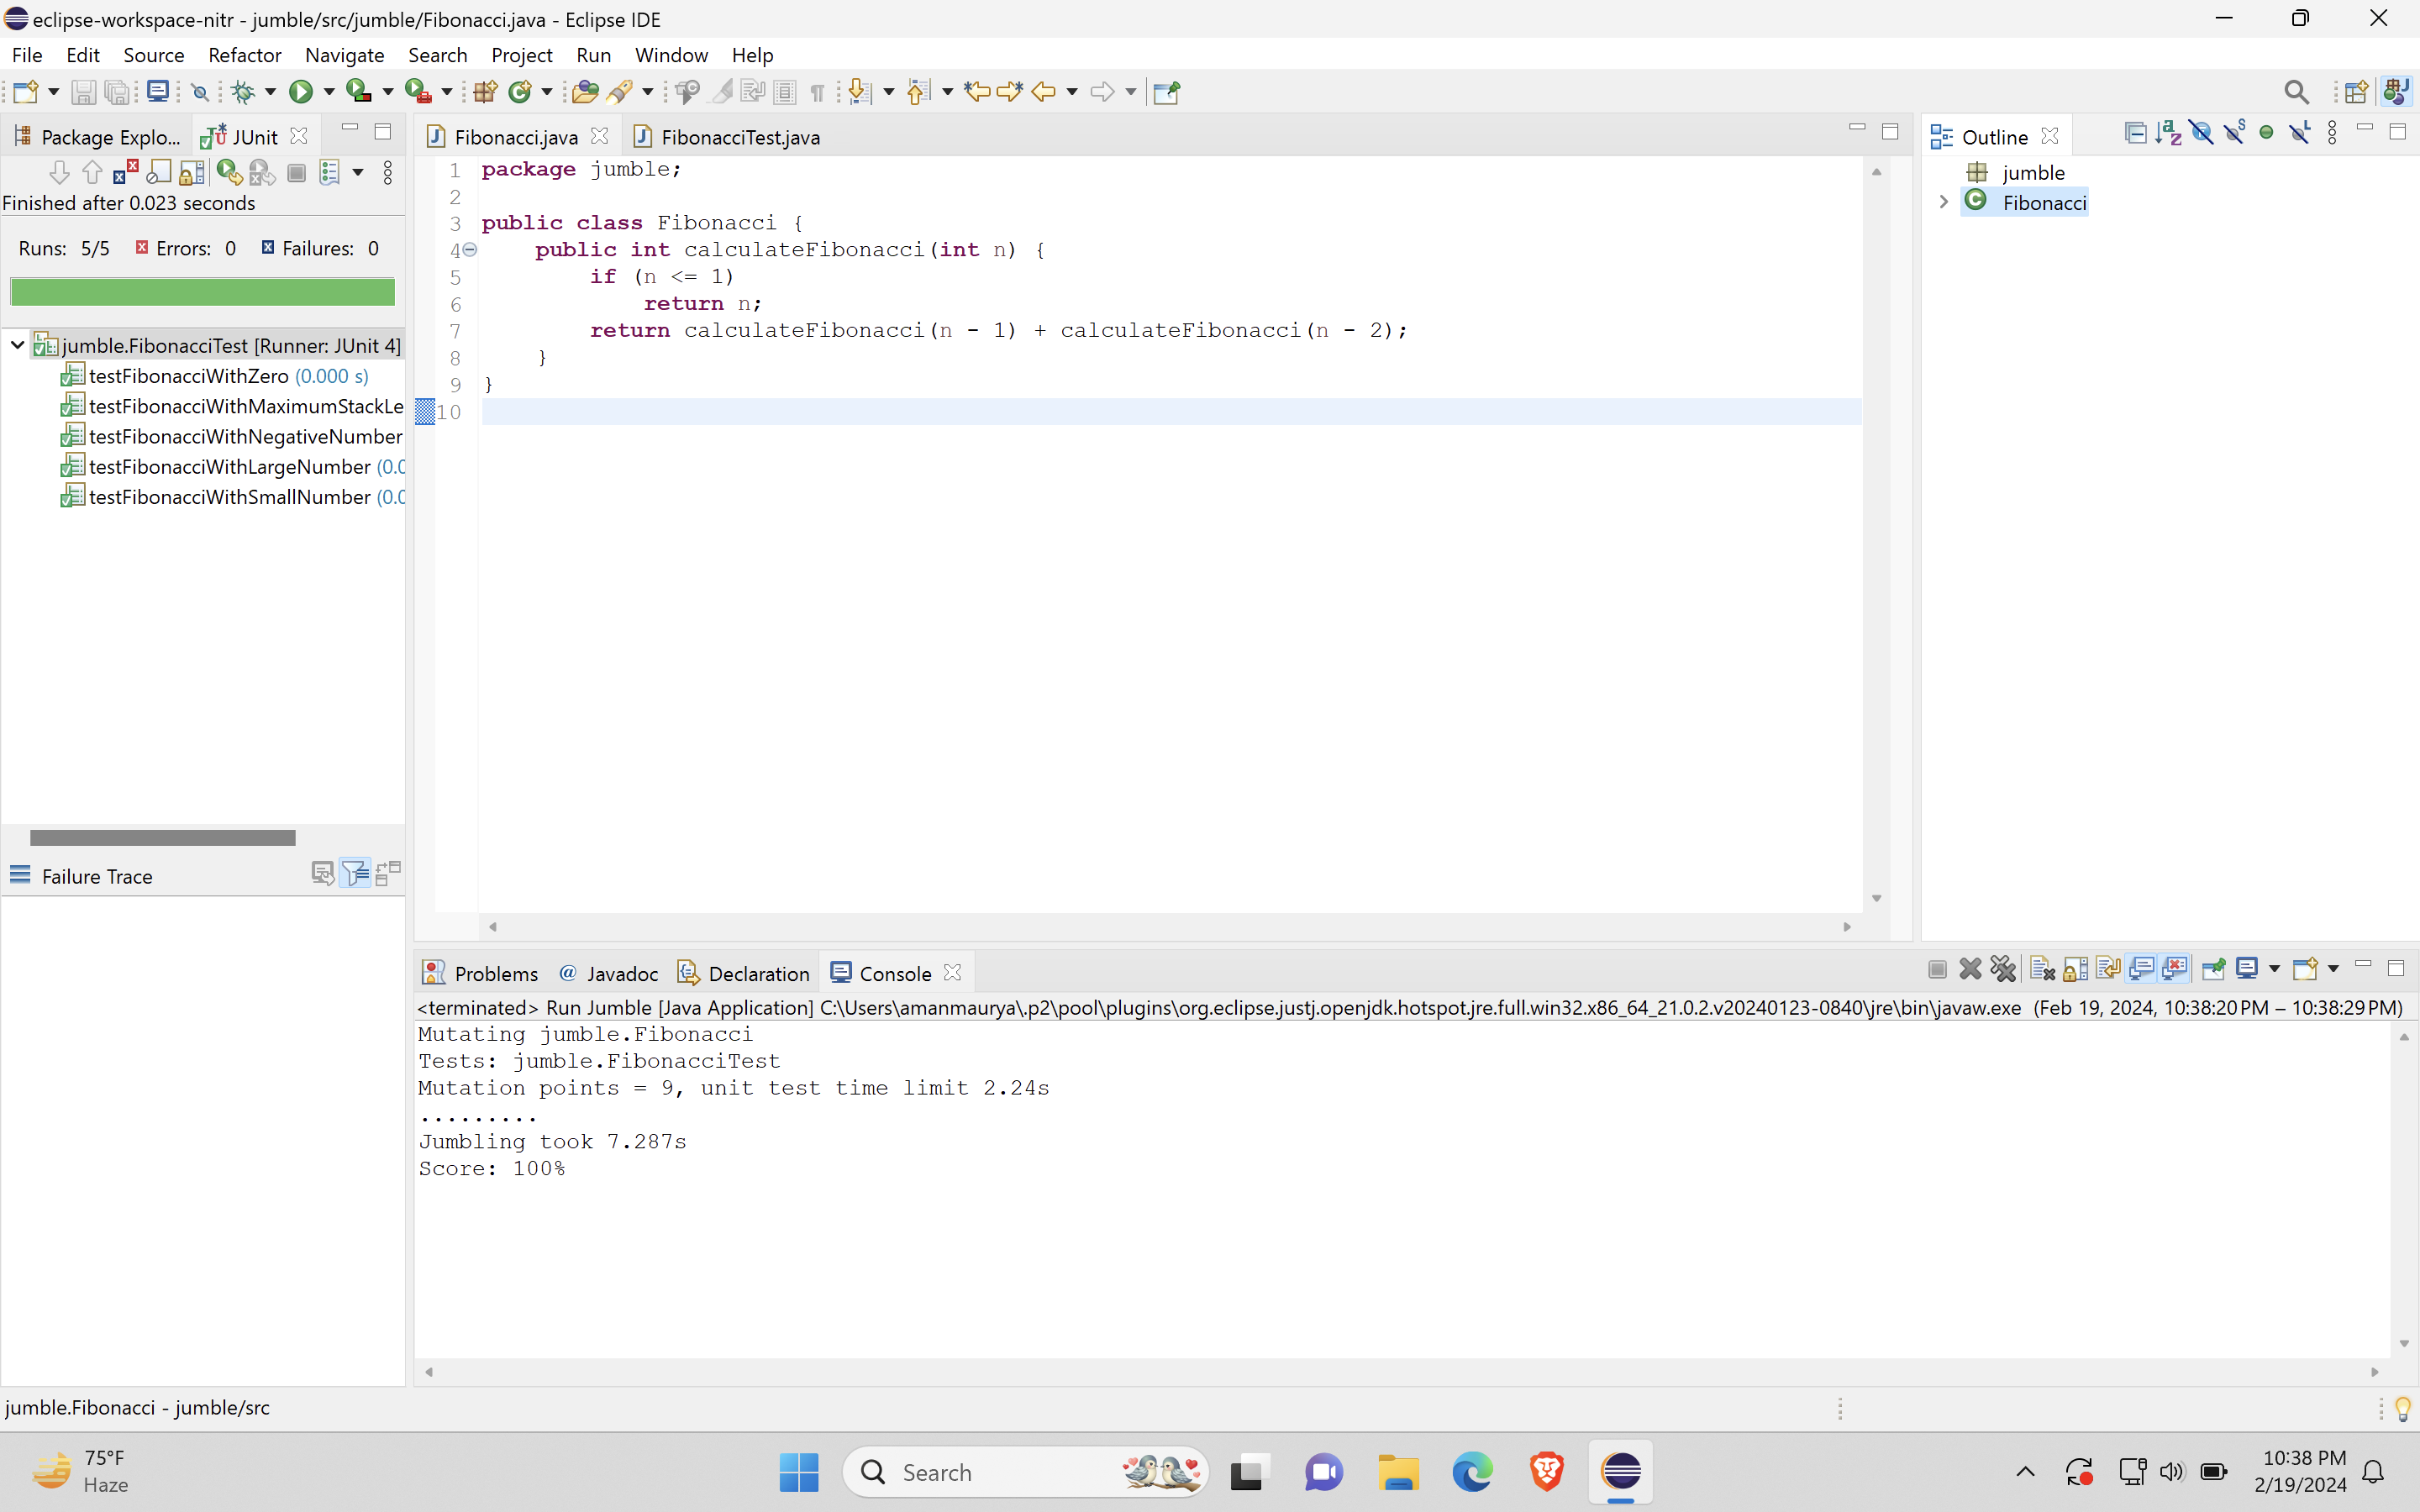 eclipse-workspace-nitr - jumble/src/jumble/Fibonacci.java - Eclipse IDE
File Edit Source Refactor Navigate Search Project Run Window Help
Package Explo... JUnit
Finished after 0.023 seconds
Runs: 5/5 Errors: 0 Failures: 0
jumble.FibonacciTest [Runner: JUnit 4]
testFibonacciWithZero (0.000 s)
testFibonacciWithMaximumStackLe
testFibonacciWithNegativeNumber
testFibonacciWithLargeNumber (0.0
testFibonacciWithSmallNumber (0.0
Failure Trace
Fibonacci.java FibonacciTest.java
1 package jumble;
2
3 public class Fibonacci {
4 public int calculateFibonacci(int n) {
5 if (n <= 1)
6 return n;
7 return calculateFibonacci(n - 1) + calculateFibonacci(n - 2);
8 }
9 }
10
Outline
jumble
Fibonacci
Problems Javadoc Declaration Console
<terminated> Run Jumble [Java Application] C:\Users\amanmaurya\.p2\pool\plugins\org.eclipse.justj.openjdk.hotspot.jre.full.win32.x86_64_21.0.2.v20240123-0840\jre\bin\javaw.exe (Feb 19, 2024, 10:38:20 PM – 10:38:29 PM)
Mutating jumble.Fibonacci
Tests: jumble.FibonacciTest
Mutation points = 9, unit test time limit 2.24s
.........
Jumbling took 7.287s
Score: 100%
jumble.Fibonacci - jumble/src
75°F
Haze
Search
10:38 PM
2/19/2024